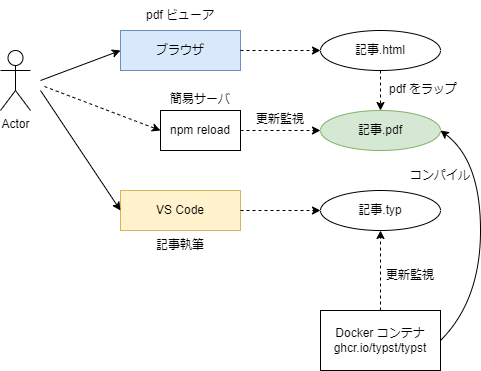 pdf ビューア
ブラウザ
記事.html
pdf をラップ
Actor
簡易サーバ
npm reload
更新監視
記事.pdf
コンパイル
VS Code
記事.typ
記事執筆
更新監視
Docker コンテナ
ghcr.io/typst/typst